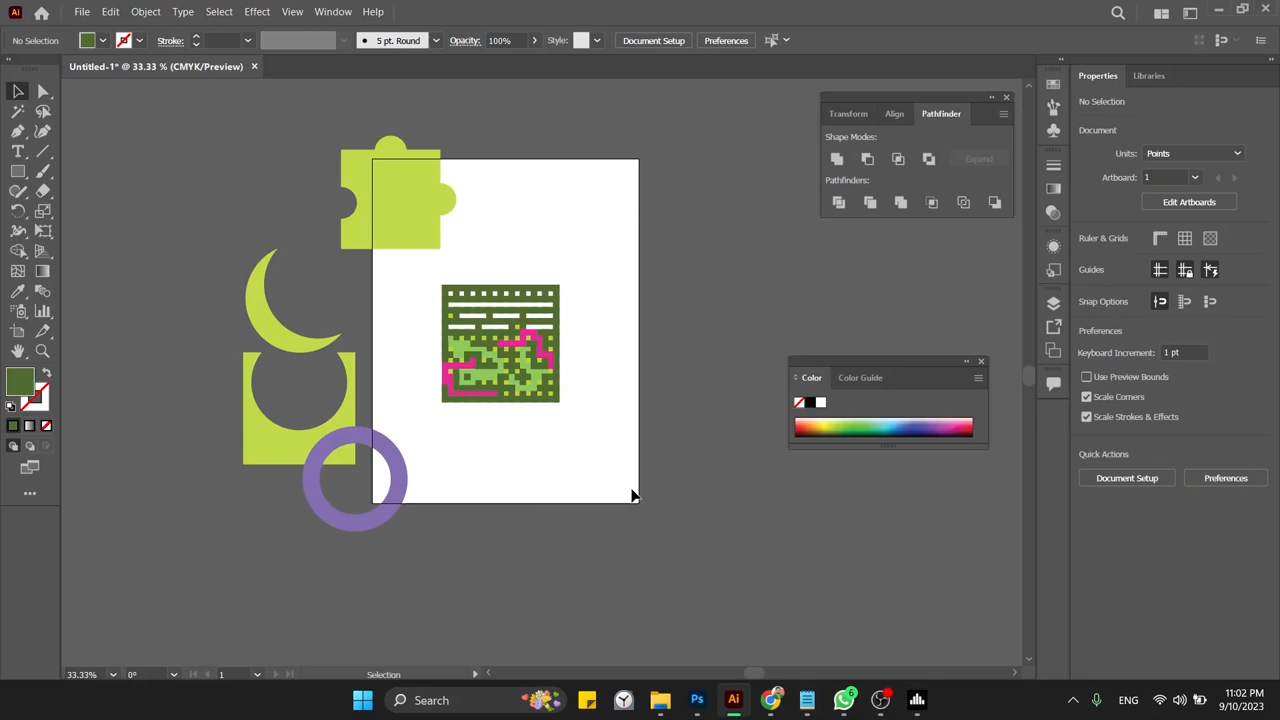 Ai
File Edit Object Type Select Effect View Window Help
No Selection Stroke: 5 pt. Round Opacity: 100% Style: Document Setup Preferences
Untitled-1* @ 33.33 % (CMYK/Preview)
Properties Libraries
No Selection
Transform Align Pathfinder
Shape Modes:
Expand
Pathfinders:
Document
Units: Points
Artboard: 1
Edit Artboards
Ruler & Grids
Guides
Snap Options
Preferences
Keyboard Increment: 1 pt
Use Preview Bounds
Scale Corners
Scale Strokes & Effects
Quick Actions
Document Setup Preferences
Color Color Guide
33.33% 0° 1 Selection
Search Ps Ai 6 ENG 11:02 PM
9/10/2023